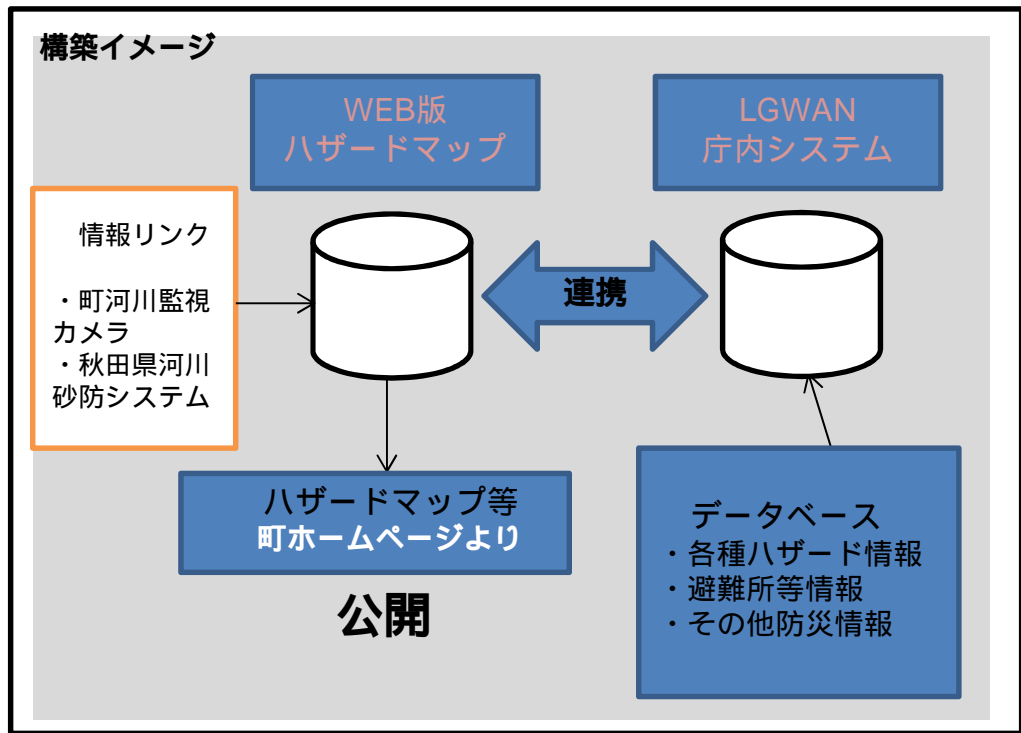 構築イメージ
WEB版
ハザードマップ
LGWAN
庁内システム
情報リンク
・町河川監視
カメラ
・秋田県河川
砂防システム
連携
ハザードマップ等
町ホームページより
公開
データベース
・各種ハザード情報
・避難所等情報
・その他防災情報